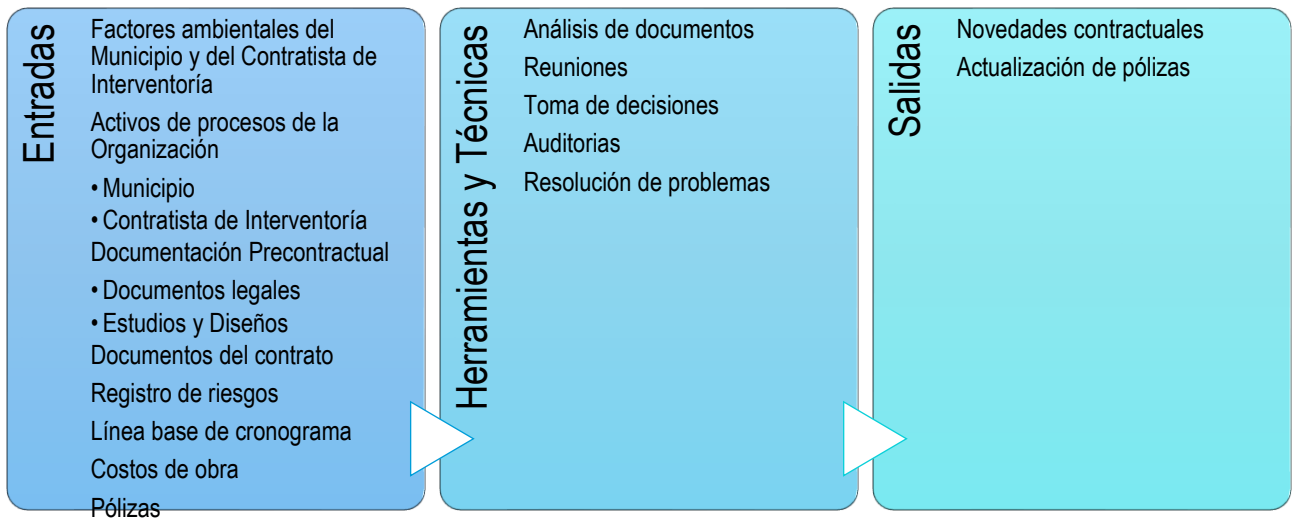 Entradas
Factores ambientales del
Municipio y del Contratista de
Interventoría
Activos de procesos de la
Organización
• Municipio
• Contratista de Interventoría
Documentación Precontractual
• Documentos legales
• Estudios y Diseños
Documentos del contrato
Registro de riesgos
Línea base de cronograma
Costos de obra
Pólizas
Herramientas y Técnicas
Análisis de documentos
Reuniones
Toma de decisiones
Auditorias
Resolución de problemas
Salidas
Novedades contractuales
Actualización de pólizas